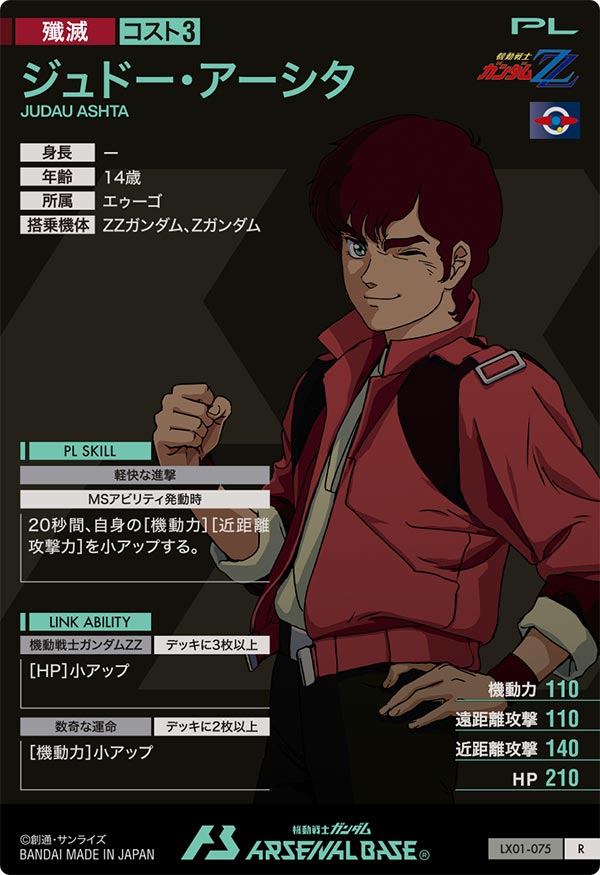 殲滅 コスト3
PL
ジュドー・アーシタ
JUDAU ASHTA
機動戦士
ガンダムZZ
身長 ー
年齢 14歳
所属 エゥーゴ
搭乗機体 ZZガンダム、Zガンダム
PL SKILL
軽快な進撃
MSアビリティ発動時
20秒間、自身の[機動力][近距離
攻撃力]を小アップする。
LINK ABILITY
機動戦士ガンダムZZ デッキに3枚以上
[HP]小アップ
数奇な運命 デッキに2枚以上
[機動力]小アップ
機動力 110
遠距離攻撃 110
近距離攻撃 140
HP 210
©創通・サンライズ
BANDAI MADE IN JAPAN
機動戦士ガンダム
ARSENAL BASE®
LX01-075 R